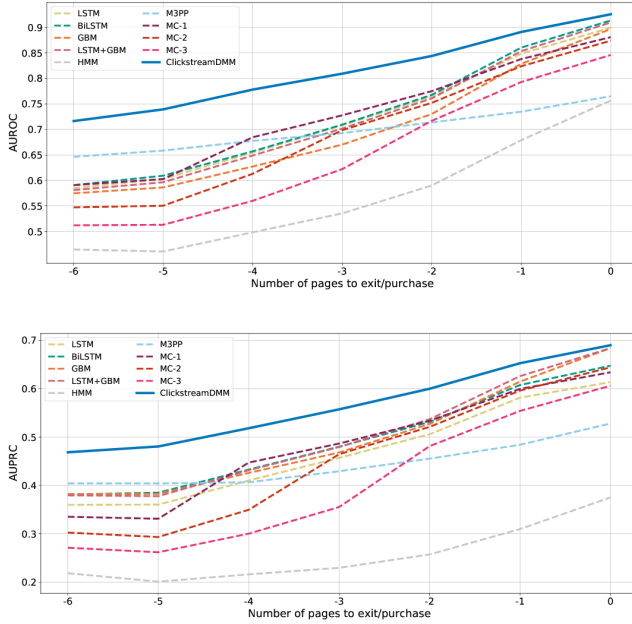 0.9
0.85
0.8
0.75
0.7
0.65
0.6
0.55
0.5
AUROC
LSTM
BiLSTM
GBM
LSTM+GBM
HMM
M3PP
MC-1
MC-2
MC-3
ClickstreamDMM
-6 -5 -4 -3 -2 -1 0
Number of pages to exit/purchase
0.7
0.6
0.5
0.4
0.3
0.2
AUPRC
LSTM
BiLSTM
GBM
LSTM+GBM
HMM
M3PP
MC-1
MC-2
MC-3
ClickstreamDMM
-6 -5 -4 -3 -2 -1 0
Number of pages to exit/purchase